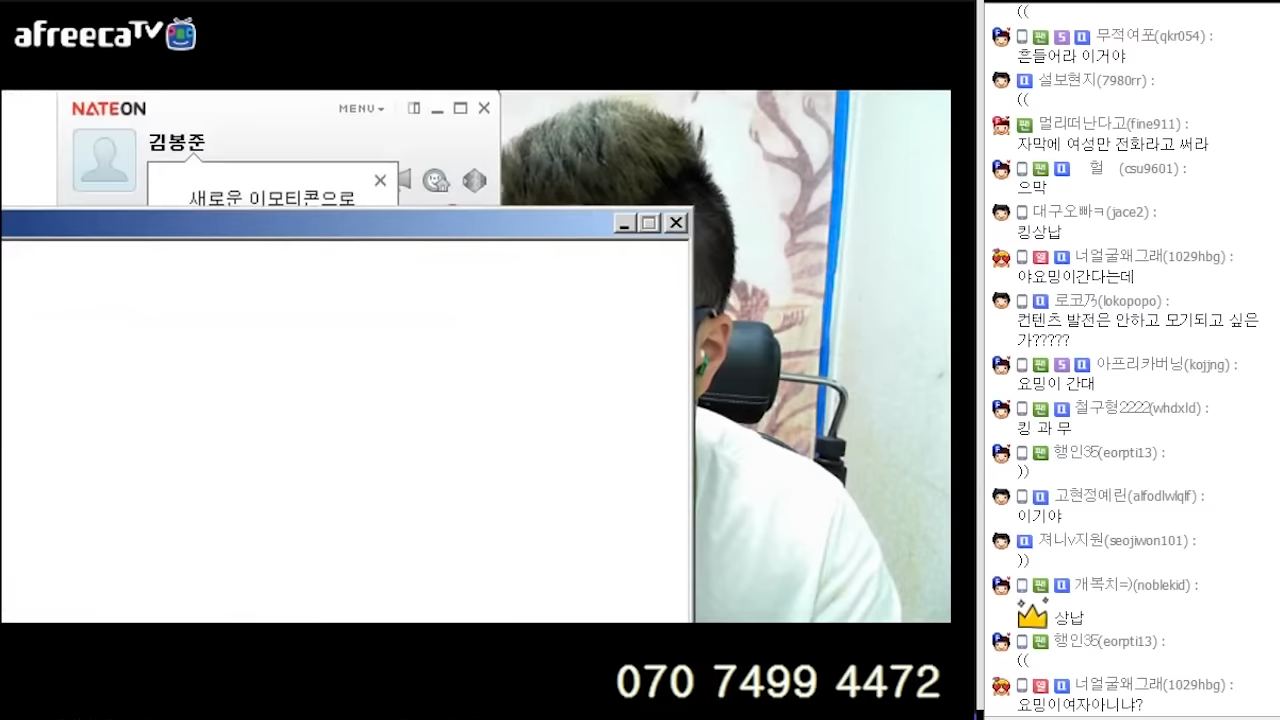 afreecaTV
NATEON
MENU
김봉준
새로운 이모티콘으로
070 7499 4472
((
무적여포(qkr054) :
흔들어라 이거야
설보현지(7980rr) :
((
멀리떠난다고(fine911) :
자막에 여성만 전화라고 써라
헐 (csu9601) :
으막
대구오빠ㅋ(jace2) :
킹상납
너얼굴왜그래(1029hbg) :
야요밍이간다는데
로코乃(lokopopo) :
컨텐츠 발전은 안하고 모기되고 싶은
가?????
아프리카버닝(kojjng) :
요밍이 간대
철구형2222(whdxld) :
킹 과 무
행인35(eorpti13) :
))
고현정예린(alfodlwlqlf) :
이기야
져니v지원(seojiwon101) :
))
개복치=)(noblekid) :
상납
행인35(eorpti13) :
((
너얼굴왜그래(1029hbg) :
요밍이여자아니냐?